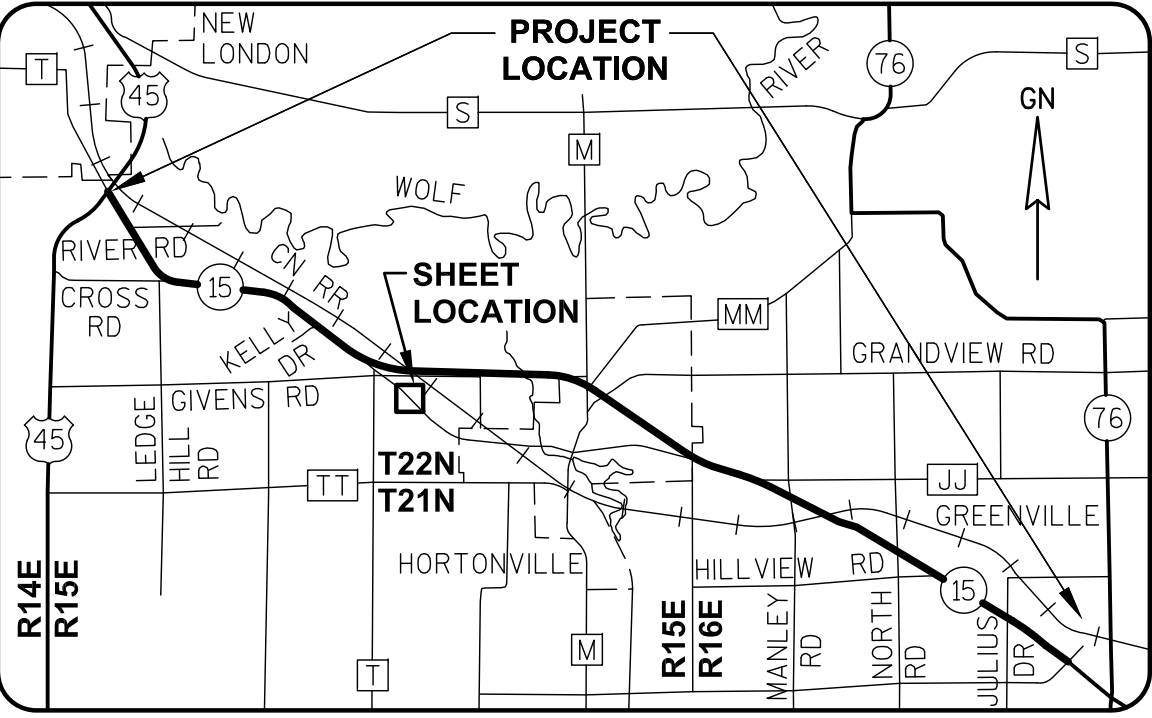 NEW
LONDON
PROJECT
LOCATION
T
45
S
M
RIVER
76
S
GN
WOLF
RIVER RD
CN RR
15
CROSS
RD
KELLY
DR
SHEET
LOCATION
MM
GRANDVIEW RD
GIVENS RD
45
LEDGE
HILL
RD
T22N
T21N
TT
76
JJ
GREENVILLE
HORTONVILLE
HILLVIEW RD
15
R14E
R15E
R15E
R16E
MANLEY
RD
NORTH
RD
JULIUS
DR
T
M